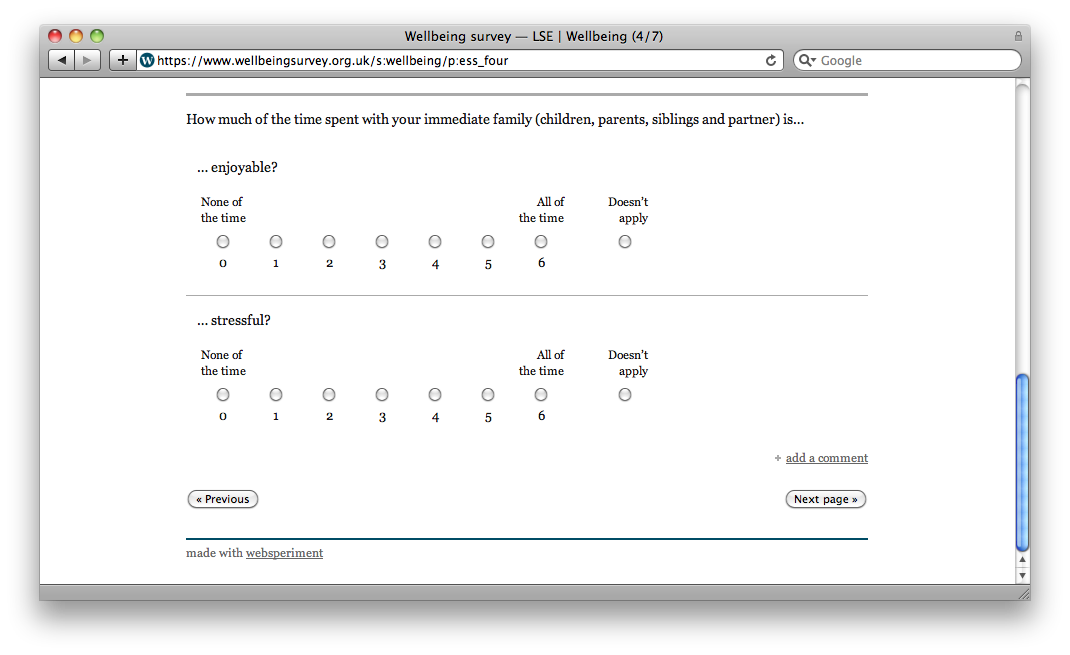 Wellbeing survey — LSE | Wellbeing (4/7)
W https://www.wellbeingsurvey.org.uk/s:wellbeing/p:ess_four
Google
How much of the time spent with your immediate family (children, parents, siblings and partner) is...
... enjoyable?
None of the time
All of the time
Doesn't apply
0 1 2 3 4 5 6
... stressful?
None of the time
All of the time
Doesn't apply
0 1 2 3 4 5 6
+ add a comment
« Previous
Next page »
made with websperiment